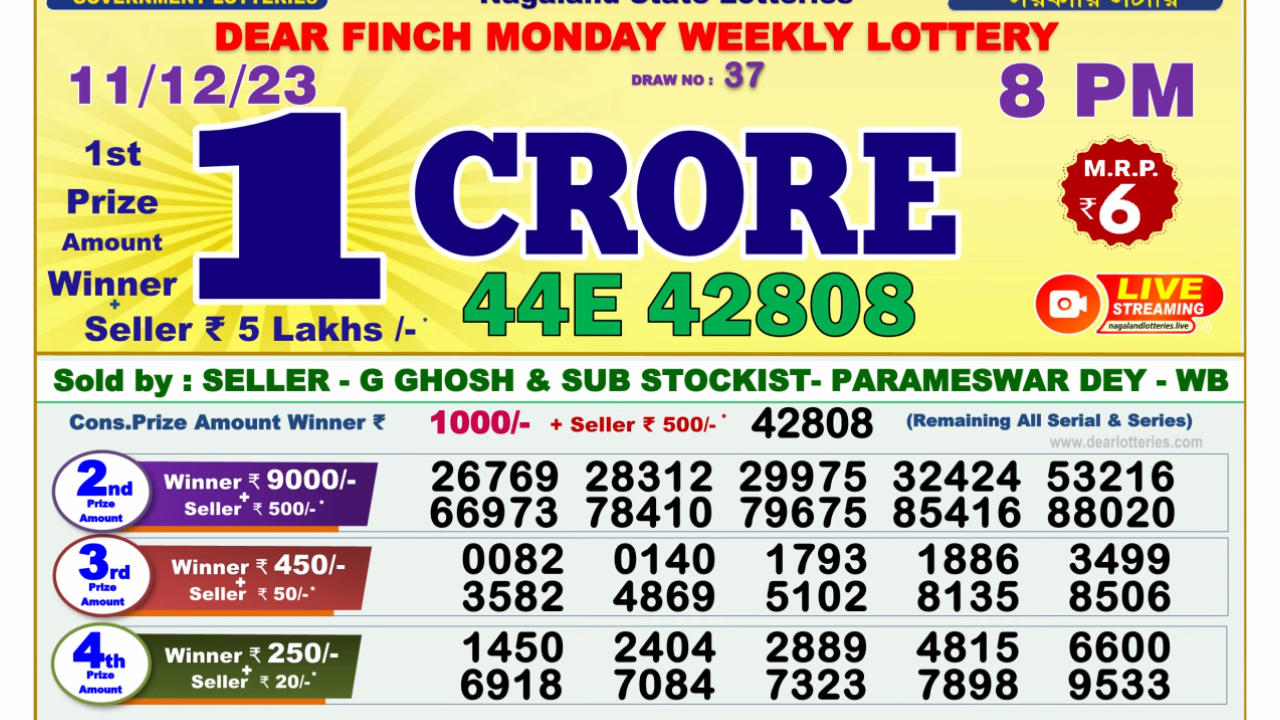 GOVERNMENT LOTTERIES
Nagaland State Lotteries
DEAR FINCH MONDAY WEEKLY LOTTERY
11/12/23
DRAW NO : 37
8 PM
1st
Prize
Amount
Winner
+
Seller ₹ 5 Lakhs /- *
1 CRORE
44E 42808
M.R.P.
₹ 6
LIVE
STREAMING
nagalandlotteries.live
Sold by : SELLER - G GHOSH & SUB STOCKIST- PARAMESWAR DEY - WB
Cons.Prize Amount Winner ₹ 1000/- + Seller ₹ 500/- * 42808 (Remaining All Serial & Series)
www.dearlotteries.com
2nd
Prize
Amount
Winner ₹ 9000/-
+
Seller ₹ 500/- *
26769 28312 29975 32424 53216
66973 78410 79675 85416 88020
3rd
Prize
Amount
Winner ₹ 450/-
+
Seller ₹ 50/- *
0082 0140 1793 1886 3499
3582 4869 5102 8135 8506
4th
Prize
Amount
Winner ₹ 250/-
+
Seller ₹ 20/- *
1450 2404 2889 4815 6600
6918 7084 7323 7898 9533